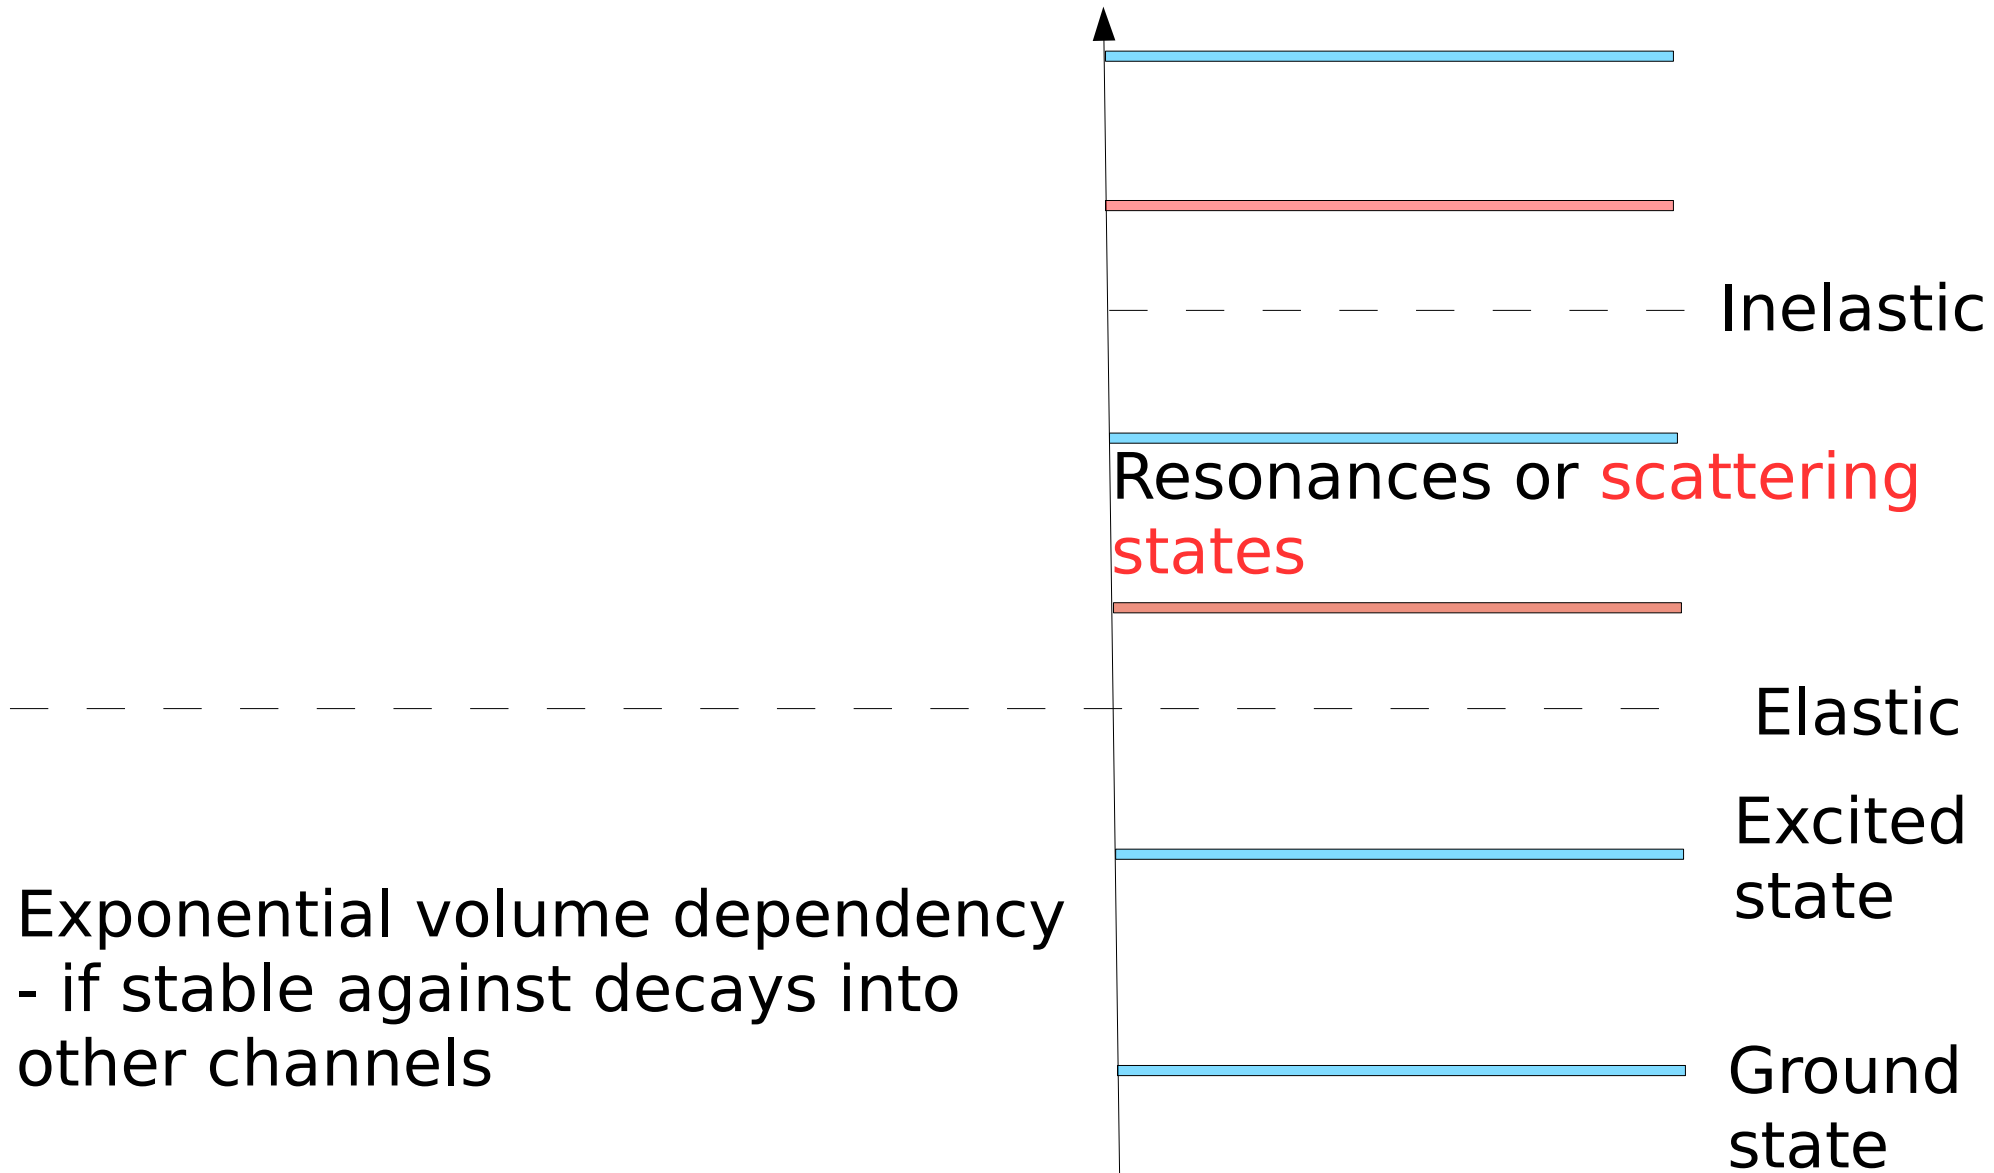 Inelastic
Resonances or scattering
states
Elastic
Excited
state
Exponential volume dependency
- if stable against decays into
other channels
Ground
state